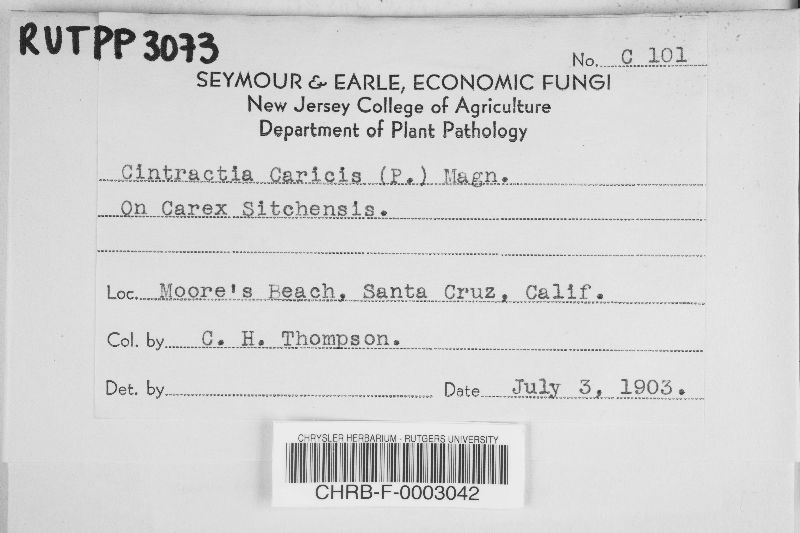 RUTPP3073
No. C 101
SEYMOUR & EARLE, ECONOMIC FUNGI
New Jersey College of Agriculture
Department of Plant Pathology
Cintractia Caricis (P.) Magn.
On Carex Sitchensis.
Loc. Moore's Beach, Santa Cruz, Calif.
Col. by C. H. Thompson.
Det. by Date July 3, 1903.
CHRYSLER HERBARIUM - RUTGERS UNIVERSITY
CHRB-F-0003042